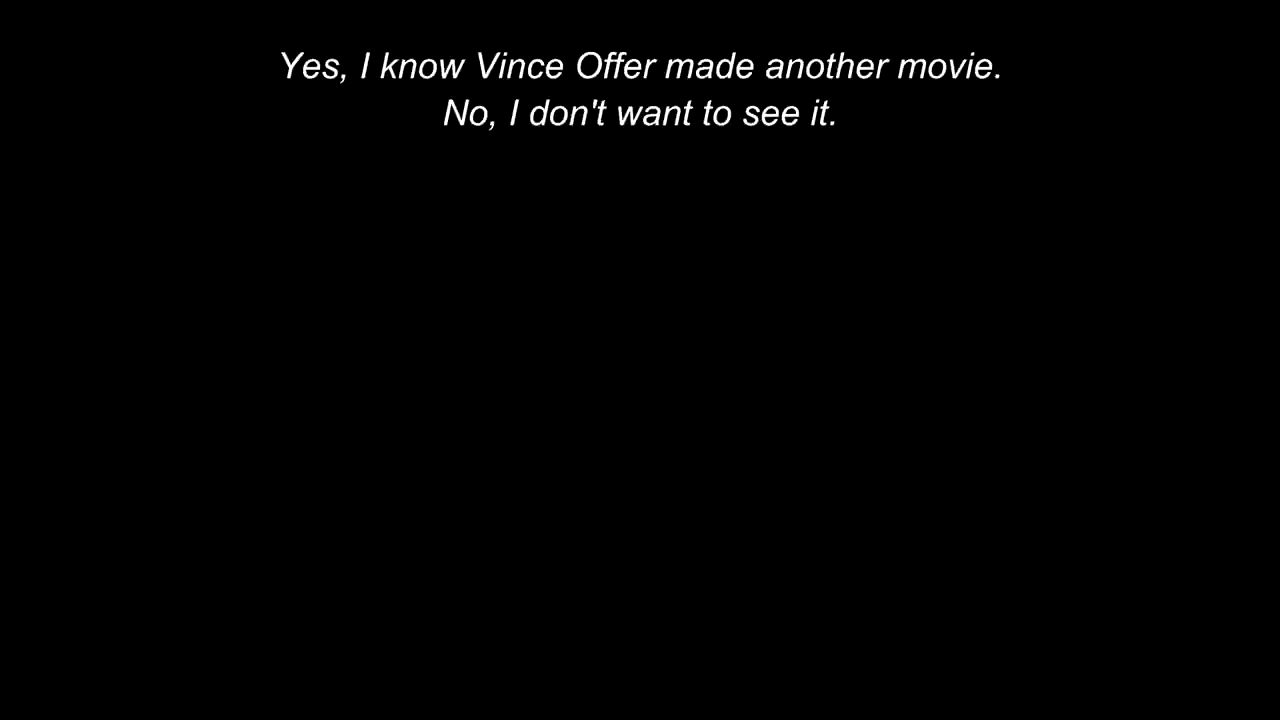 Yes, I know Vince Offer made another movie.
No, I don't want to see it.